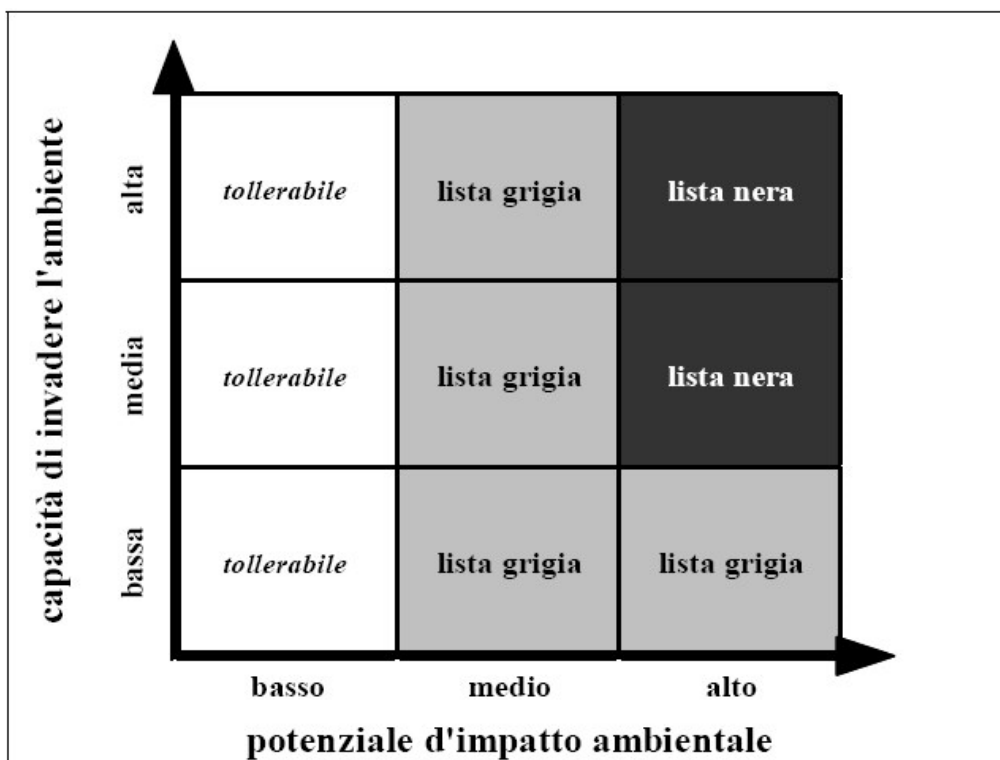 capacità di invadere l'ambiente
alta
tollerabile
lista grigia
lista nera
media
tollerabile
lista grigia
lista nera
bassa
tollerabile
lista grigia
lista grigia
basso
medio
alto
potenziale d'impatto ambientale